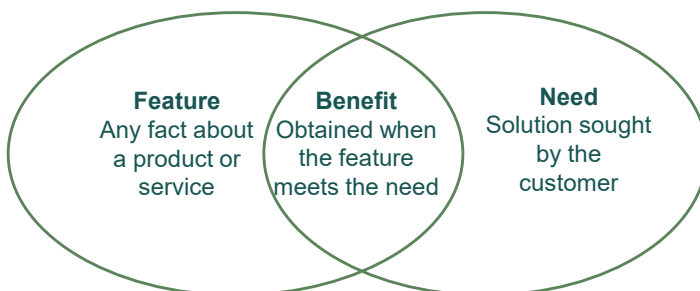 Feature
Any fact about
a product or
service
Benefit
Obtained when
the feature
meets the need
Need
Solution sought
by the
customer